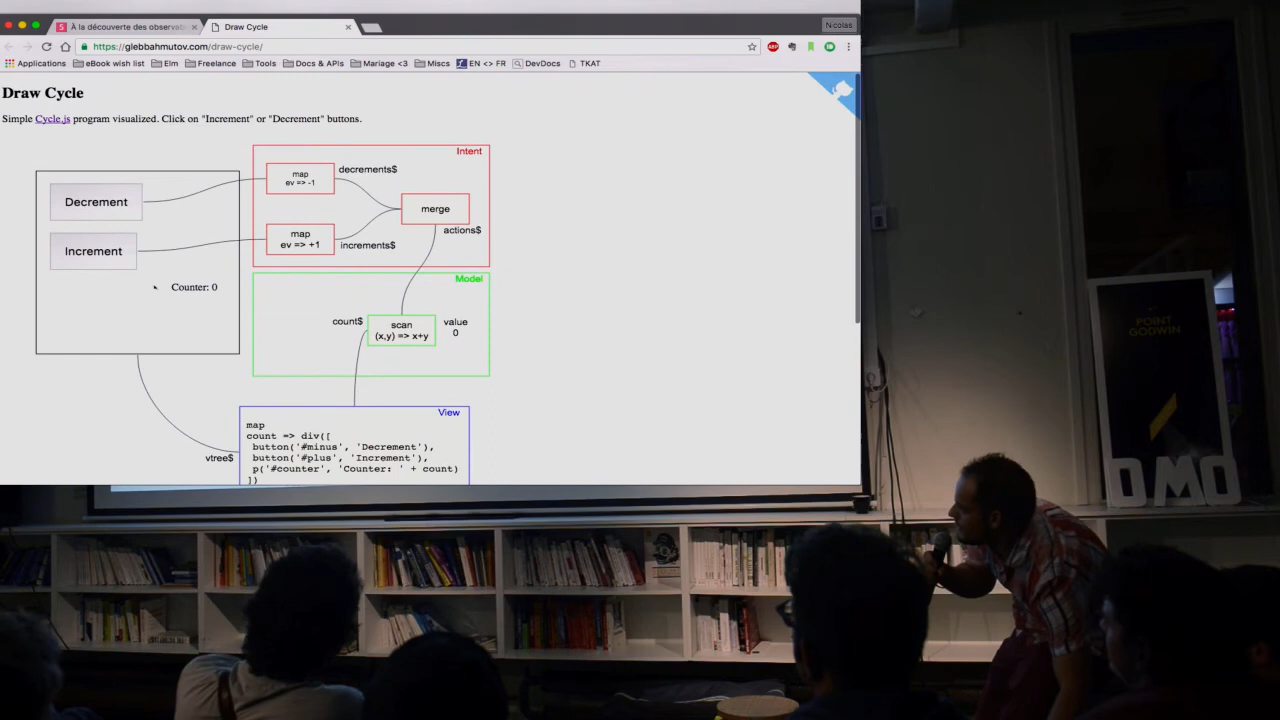 À la découverte des observab
Draw Cycle
Nicolas
https://glebbahmutov.com/draw-cycle/
Applications
eBook wish list
Elm
Freelance
Tools
Docs & APIs
Mariage <3
Miscs
EN <> FR
DevDocs
TKAT
Draw Cycle
Simple Cycle.js program visualized. Click on "Increment" or "Decrement" buttons.
Intent
Decrement
map
ev => -1
decrements$
merge
actions$
Increment
map
ev => +1
increments$
Counter: 0
Model
count$
scan
(x,y) => x+y
value
0
View
vtree$
map
count => div([
button('#minus', 'Decrement'),
button('#plus', 'Increment'),
p('#counter', 'Counter: ' + count)
])
POINT
GODWIN
OMO